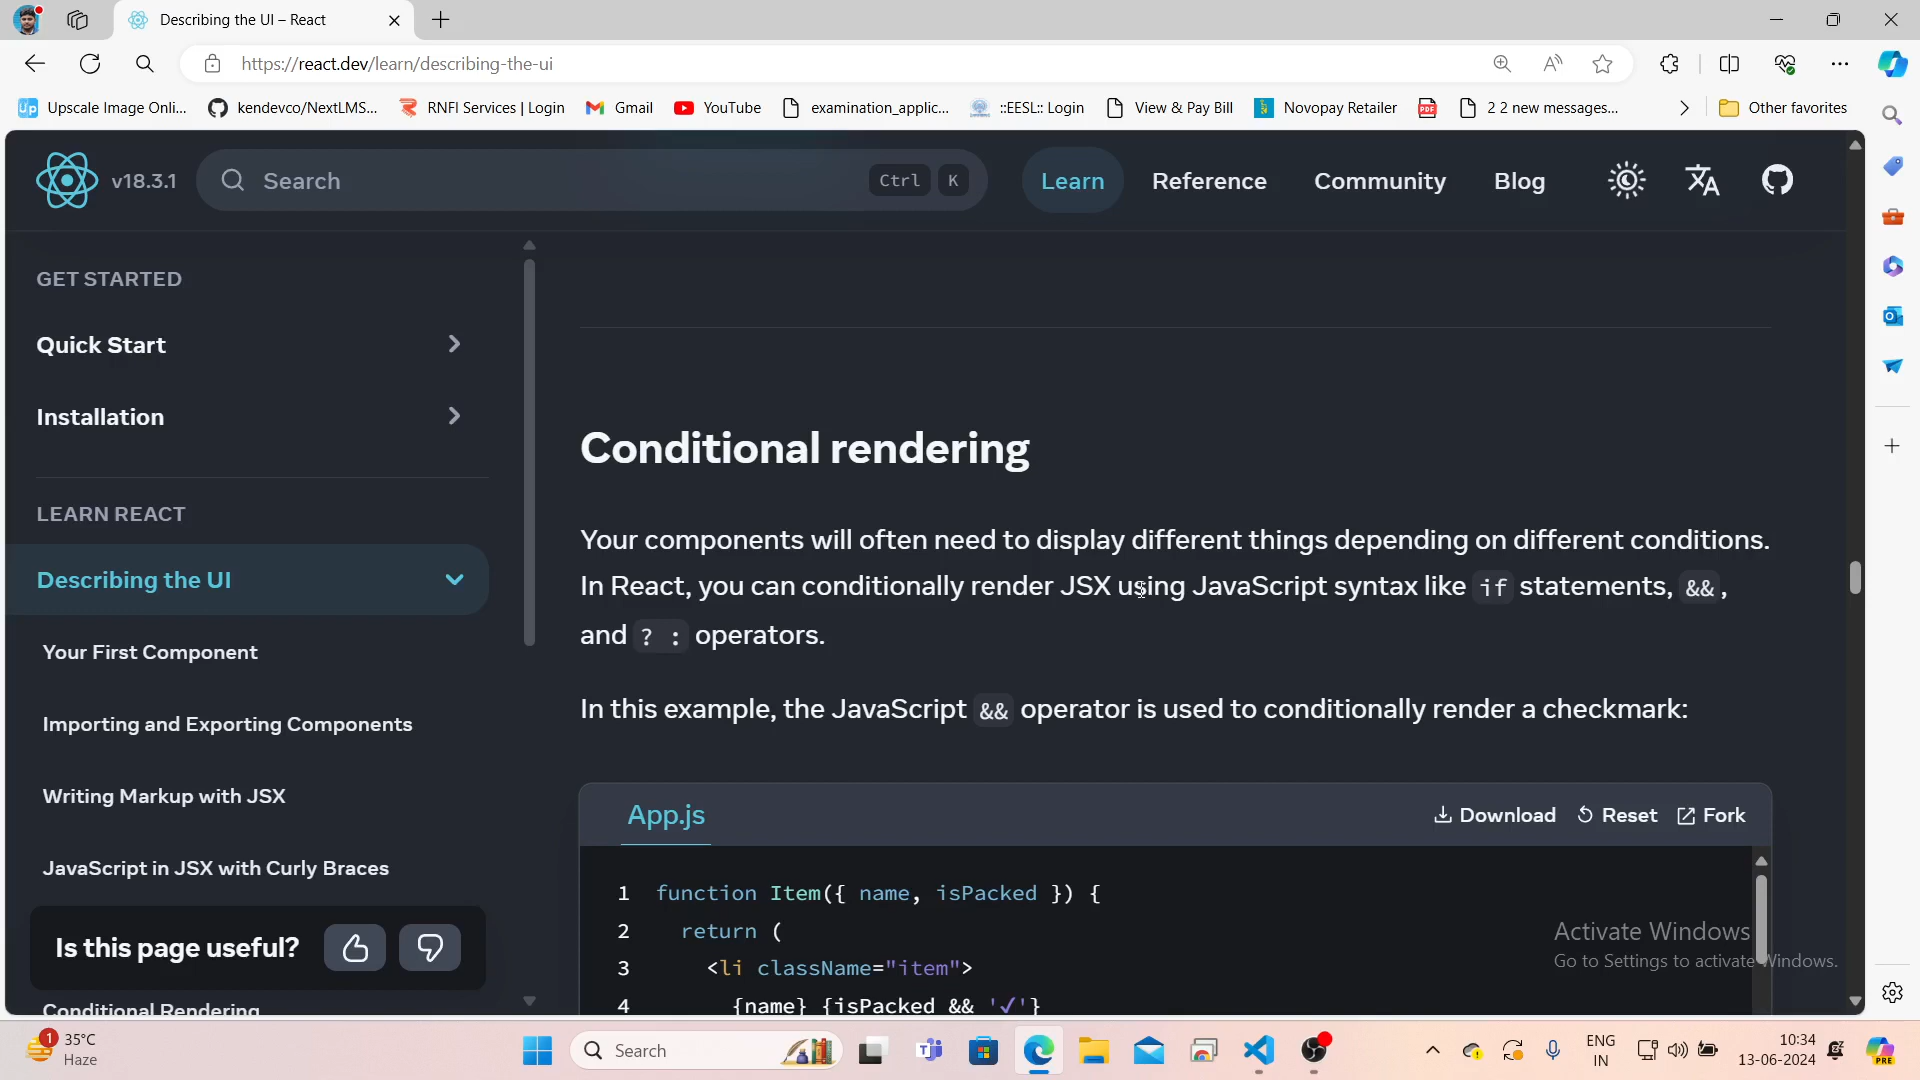 Describing the UI – React
https://react.dev/learn/describing-the-ui
Upscale Image Onli...
kendevco/NextLMS...
RNFI Services | Login
Gmail
YouTube
examination_applic...
::EESL:: Login
View & Pay Bill
Novopay Retailer
PDF
2 2 new messages...
Other favorites
v18.3.1
Search
Ctrl K
Learn
Reference
Community
Blog
GET STARTED
Quick Start
Installation
LEARN REACT
Describing the UI
Your First Component
Importing and Exporting Components
Writing Markup with JSX
JavaScript in JSX with Curly Braces
Is this page useful?
Conditional Rendering
Conditional rendering
Your components will often need to display different things depending on different conditions.
In React, you can conditionally render JSX using JavaScript syntax like if statements, &&,
and ? : operators.
In this example, the JavaScript && operator is used to conditionally render a checkmark:
App.js
Download
Reset
Fork
1 function Item({ name, isPacked }) {
2 return (
3 <li className="item">
4 {name} {isPacked && '✓'}
Activate Windows
Go to Settings to activate Windows.
1
35°C
Haze
Search
ENG
IN
10:34
13-06-2024
PRE